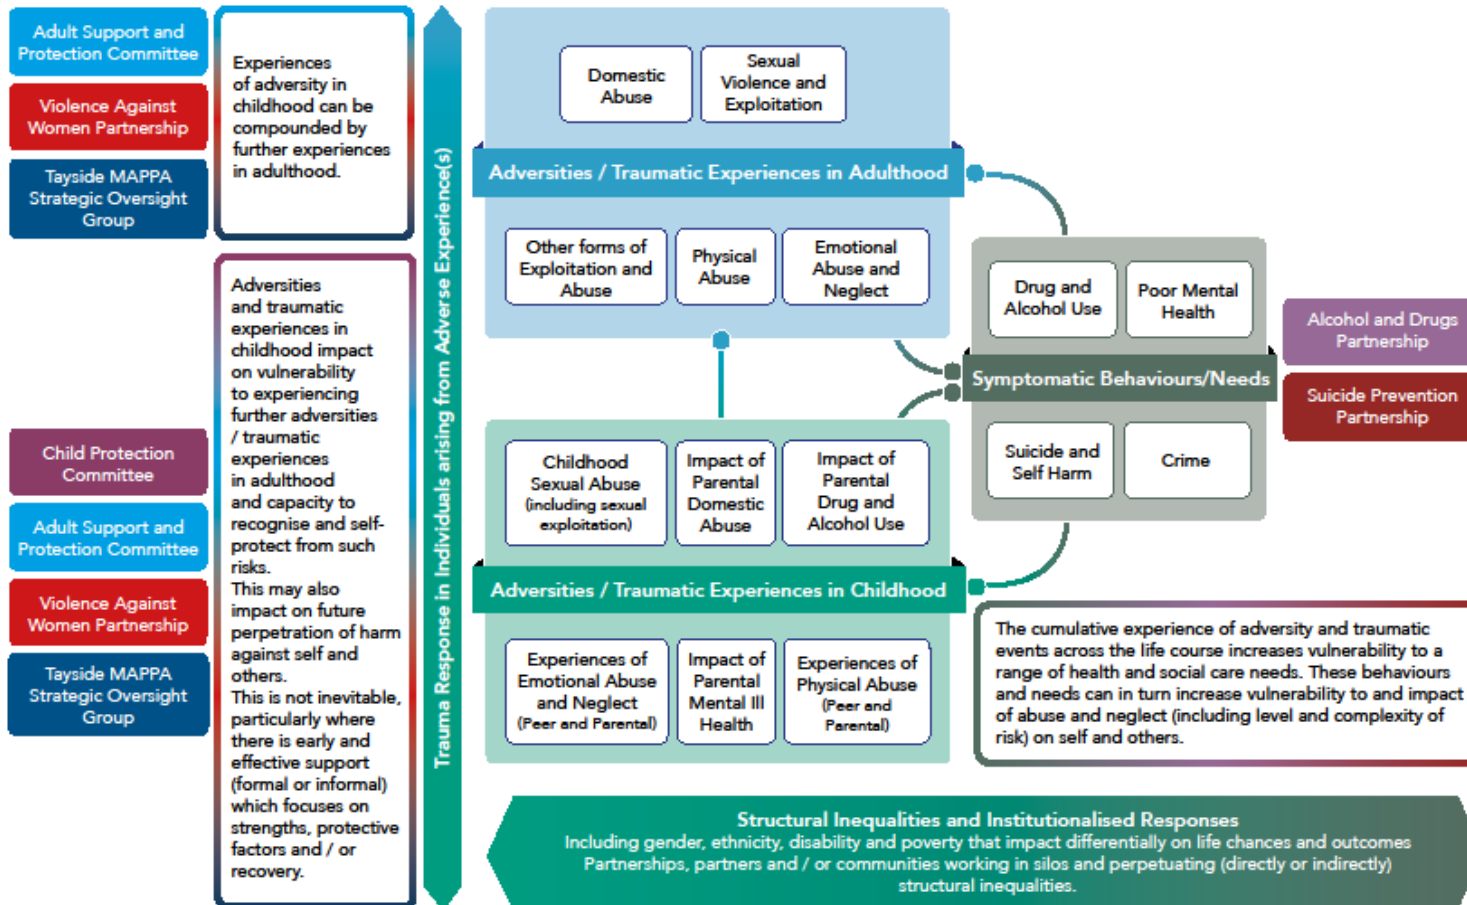 Adult Support and
Protection Committee
Violence Against
Women Partnership
Tayside MAPPA
Strategic Oversight
Group
Experiences
of adversity in
childhood can be
compounded by
further experiences
in adulthood.
Child Protection
Committee
Adult Support and
Protection Committee
Violence Against
Women Partnership
Tayside MAPPA
Strategic Oversight
Group
Adversities
and traumatic
experiences in
childhood impact
on vulnerability
to experiencing
further adversities
/ traumatic
experiences
in adulthood
and capacity to
recognise and self-
protect from such
risks.
This may also
impact on future
perpetration of harm
against self and
others.
This is not inevitable,
particularly where
there is early and
effective support
(formal or informal)
which focuses on
strengths, protective
factors and / or
recovery.
Trauma Response in Individuals arising from Adverse Experience(s)
Domestic
Abuse
Sexual
Violence and
Exploitation
Adversities / Traumatic Experiences in Adulthood
Other forms of
Exploitation and
Abuse
Physical
Abuse
Emotional
Abuse and
Neglect
Childhood
Sexual Abuse
(including sexual
exploitation)
Impact of
Parental
Domestic
Abuse
Impact of
Parental
Drug and
Alcohol Use
Adversities / Traumatic Experiences in Childhood
Experiences of
Emotional Abuse
and Neglect
(Peer and Parental)
Impact of
Parental
Mental Ill
Health
Experiences of
Physical Abuse
(Peer and
Parental)
Drug and
Alcohol Use
Poor Mental
Health
Symptomatic Behaviours/Needs
Suicide and
Self Harm
Crime
Alcohol and Drugs
Partnership
Suicide Prevention
Partnership
The cumulative experience of adversity and traumatic
events across the life course increases vulnerability to a
range of health and social care needs. These behaviours
and needs can in turn increase vulnerability to and impact
of abuse and neglect (including level and complexity of
risk) on self and others.
Structural Inequalities and Institutionalised Responses
Including gender, ethnicity, disability and poverty that impact differentially on life chances and outcomes
Partnerships, partners and / or communities working in silos and perpetuating (directly or indirectly)
structural inequalities.